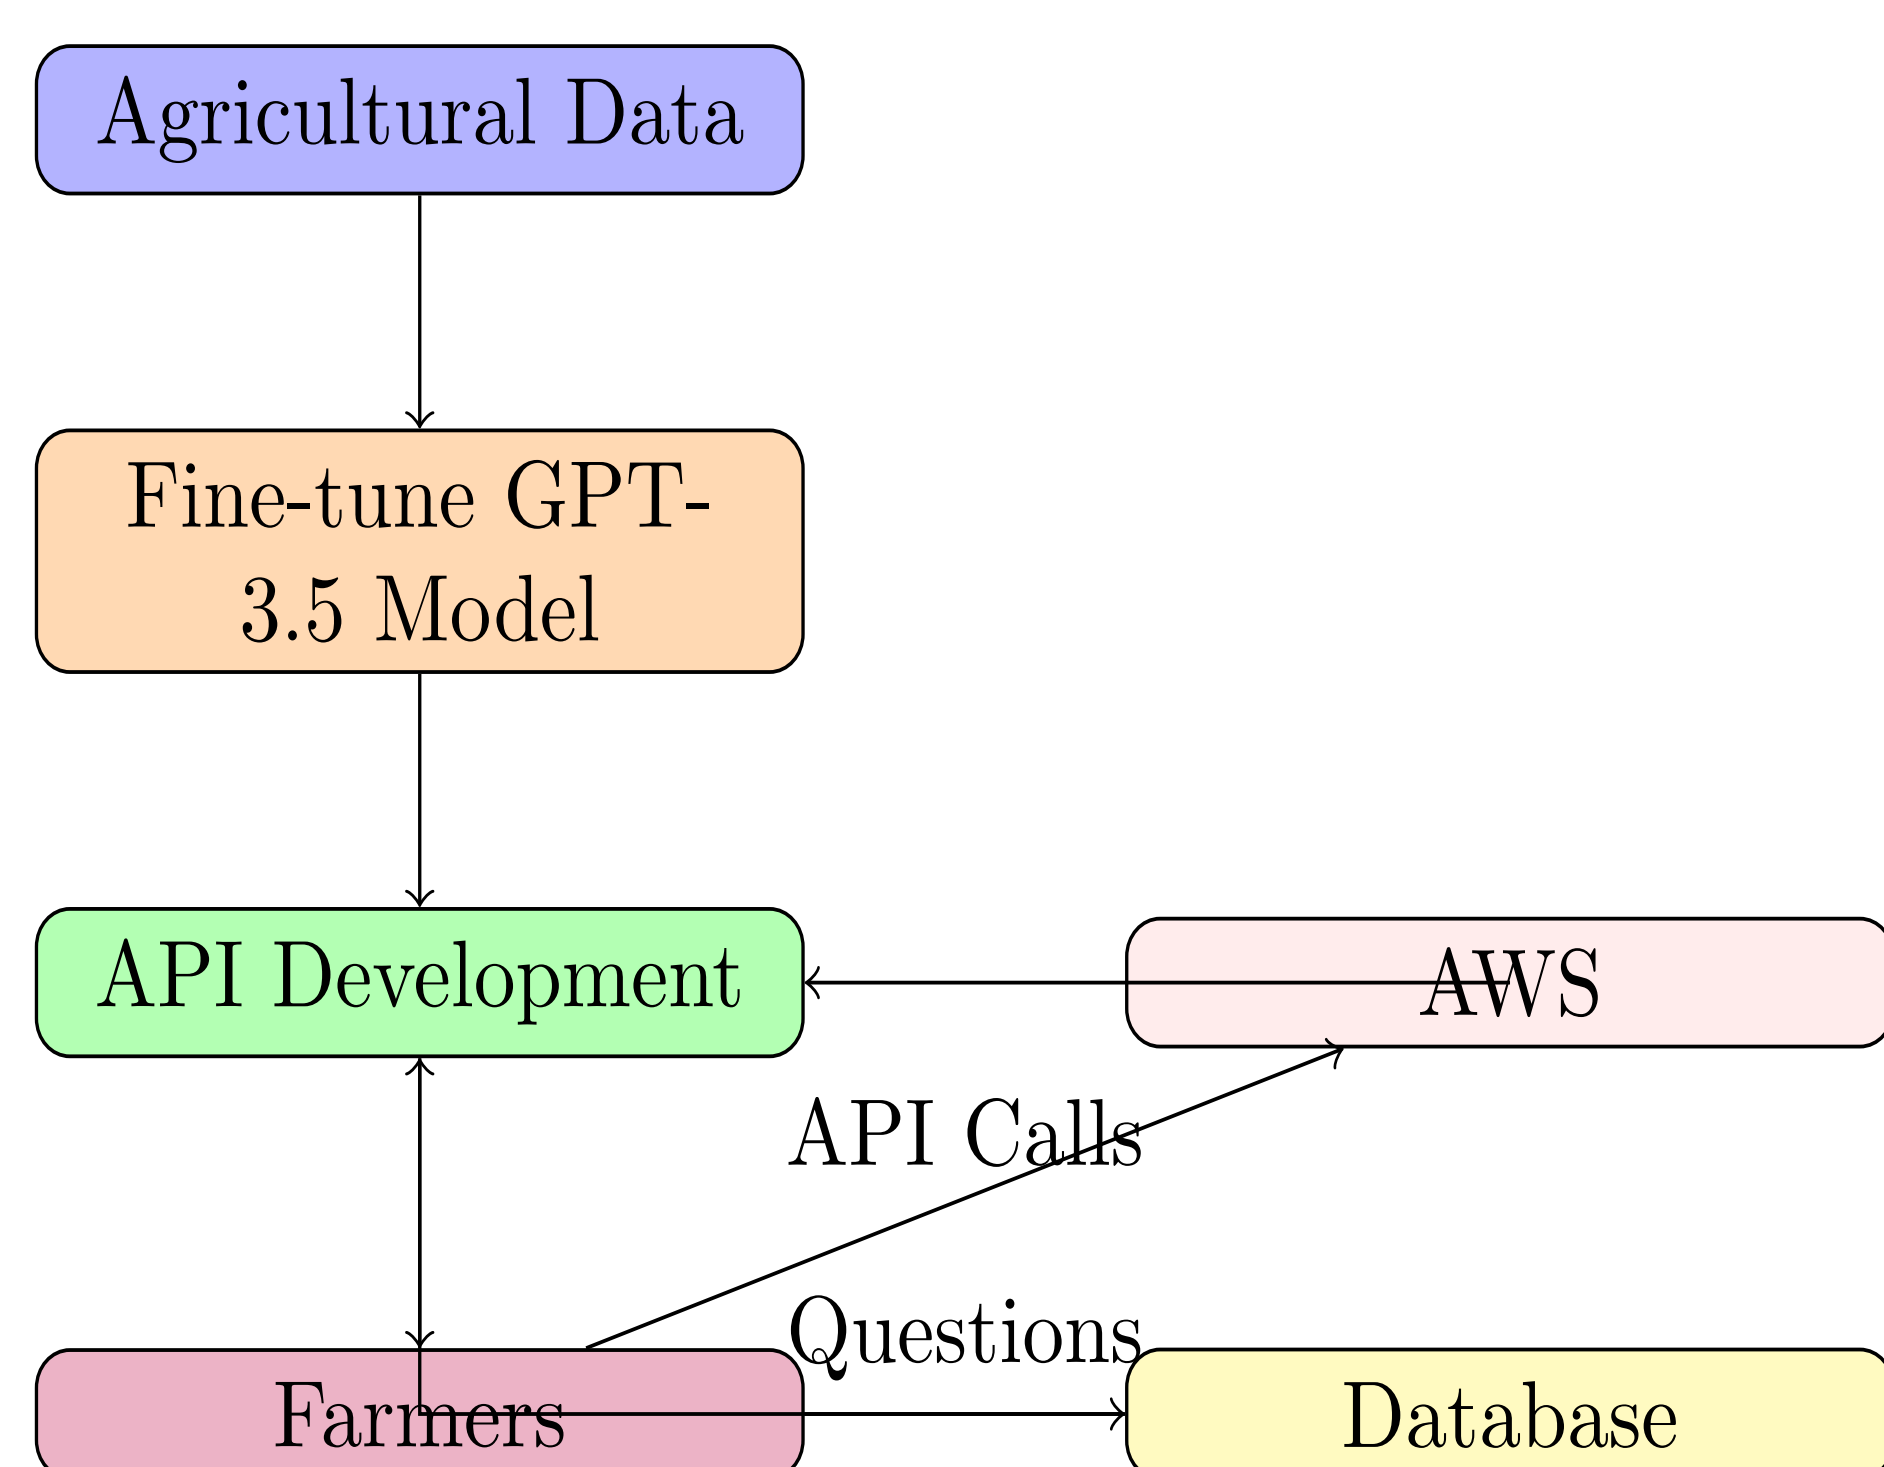 Agricultural Data
Fine-tune GPT-
3.5 Model
API Development
AWS
API Calls
Questions
Farmers
Database